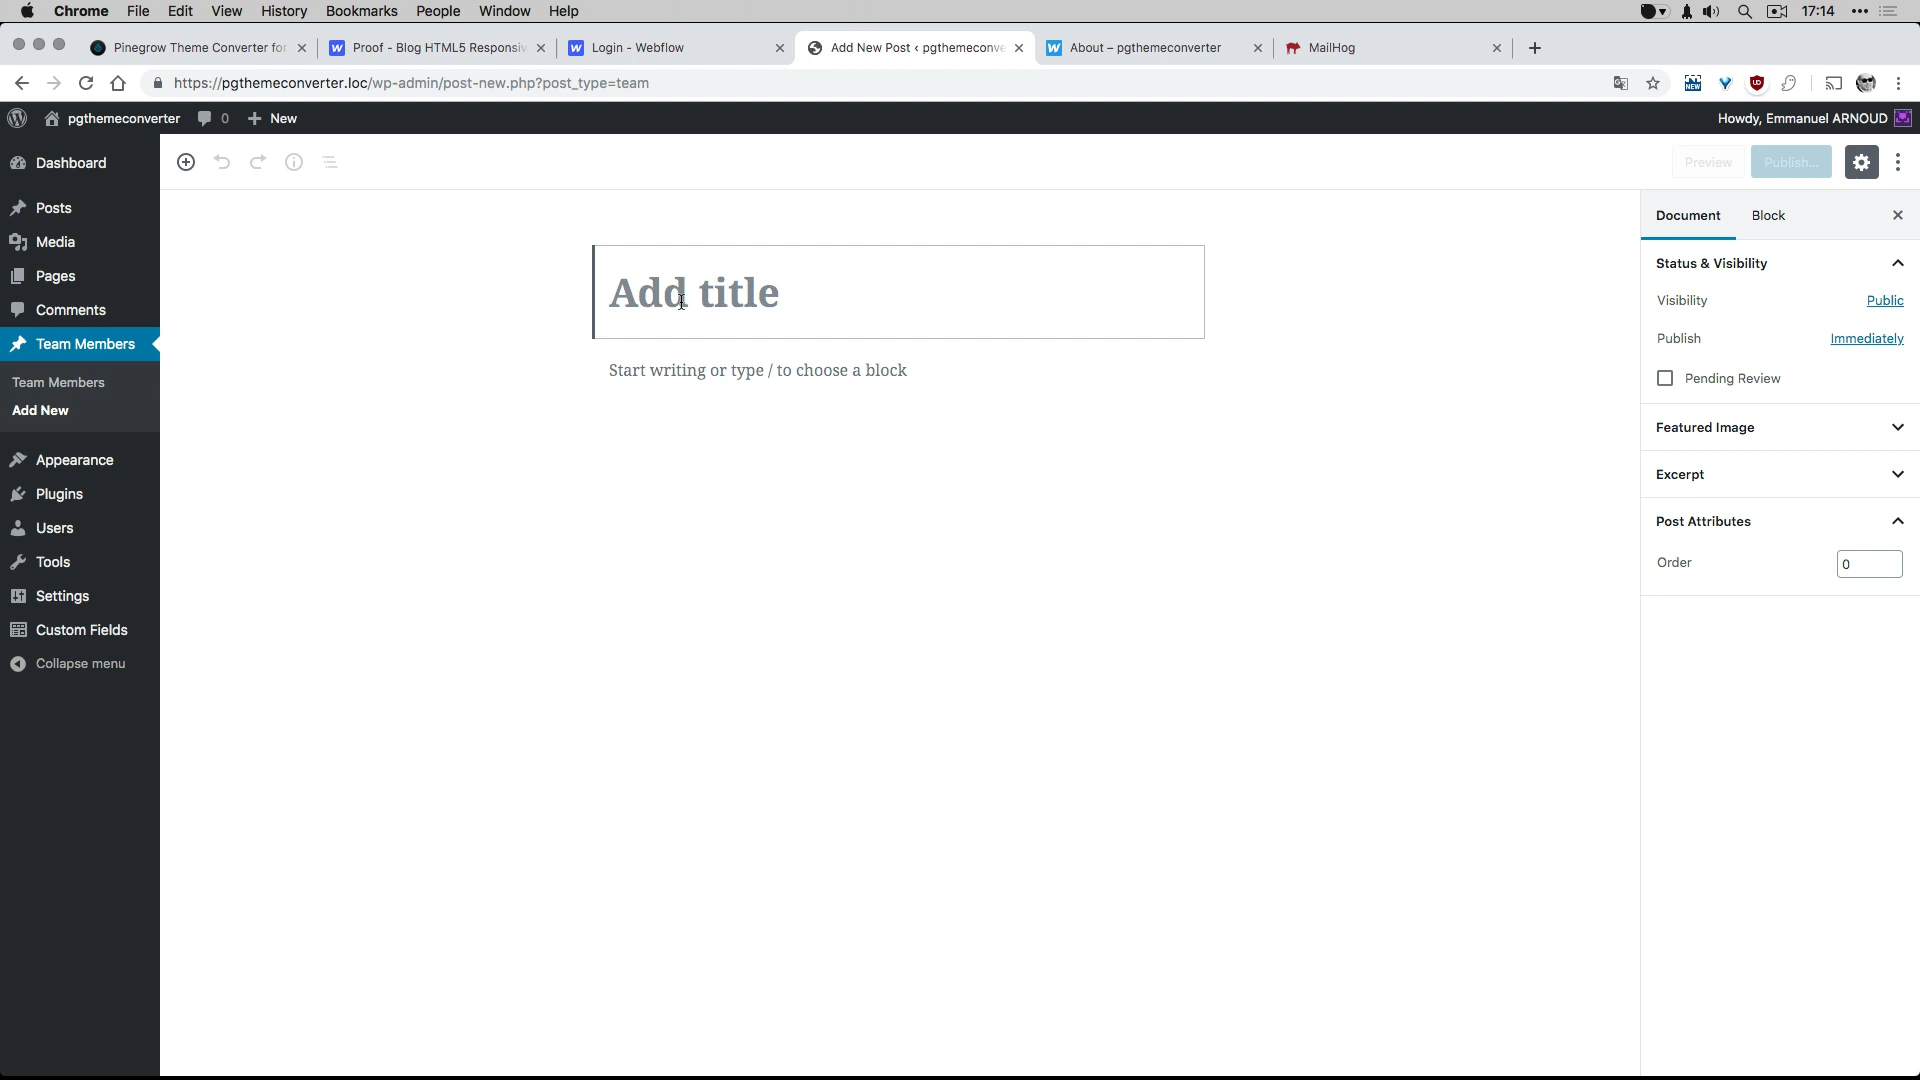 Chrome File Edit View History Bookmarks People Window Help 17:14
Pinegrow Theme Converter for Proof - Blog HTML5 Responsiv Login - Webflow Add New Post ‹ pgthemeconve About – pgthemeconverter MailHog
https://pgthemeconverter.loc/wp-admin/post-new.php?post_type=team NEW
pgthemeconverter 0 New Howdy, Emmanuel ARNOUD
Dashboard
Posts
Media
Pages
Comments
Team Members
Team Members
Add New
Appearance
Plugins
Users
Tools
Settings
Custom Fields
Collapse menu
Preview Publish...
Add title
Start writing or type / to choose a block
Document Block
Status & Visibility
Visibility Public
Publish Immediately
Pending Review
Featured Image
Excerpt
Post Attributes
Order 0